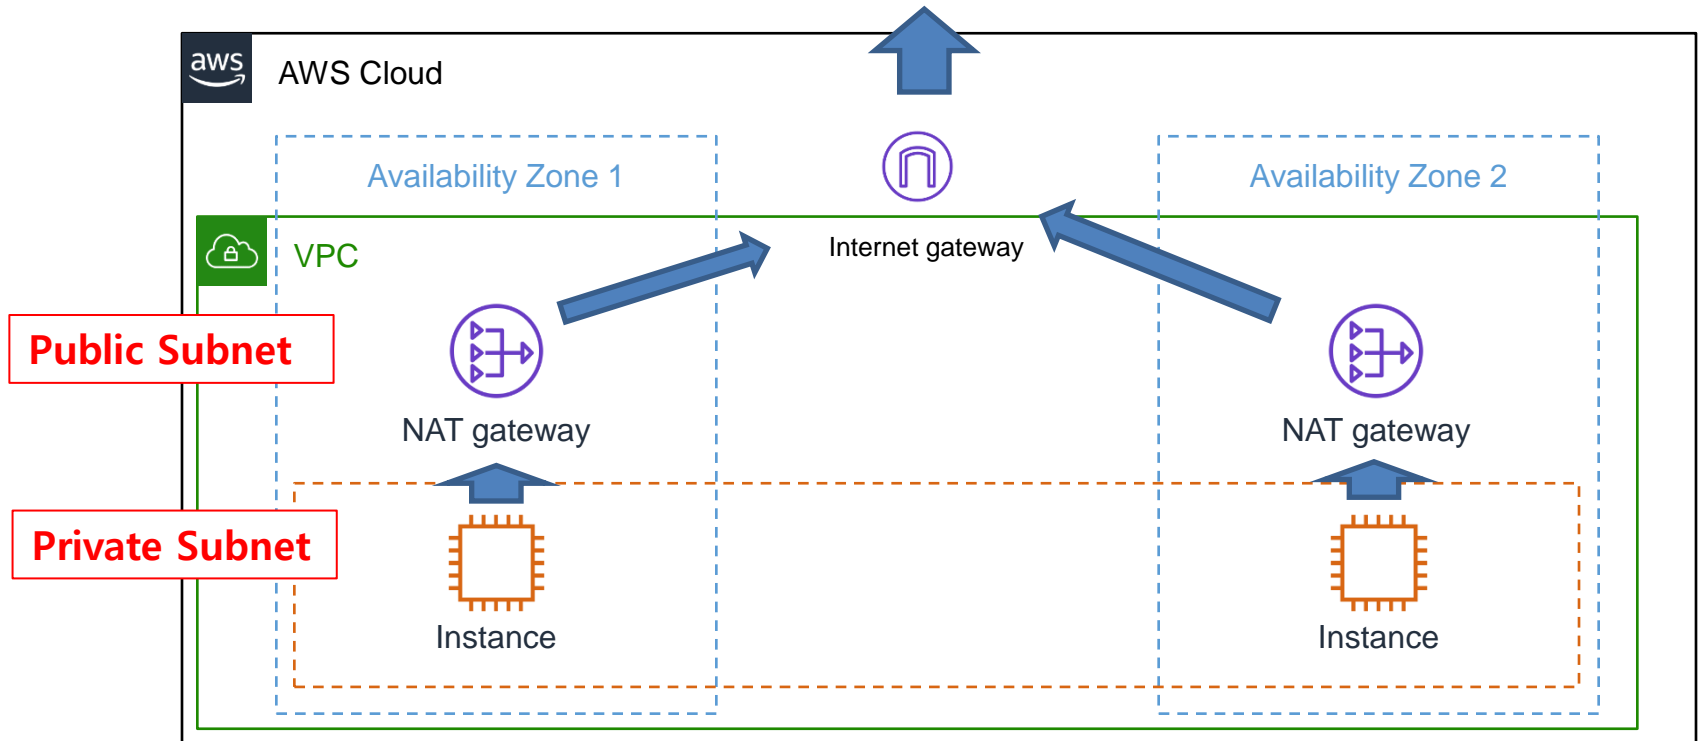 aws
AWS Cloud
Availability Zone 1
Availability Zone 2
VPC
Internet gateway
Public Subnet
NAT gateway
NAT gateway
Private Subnet
Instance
Instance